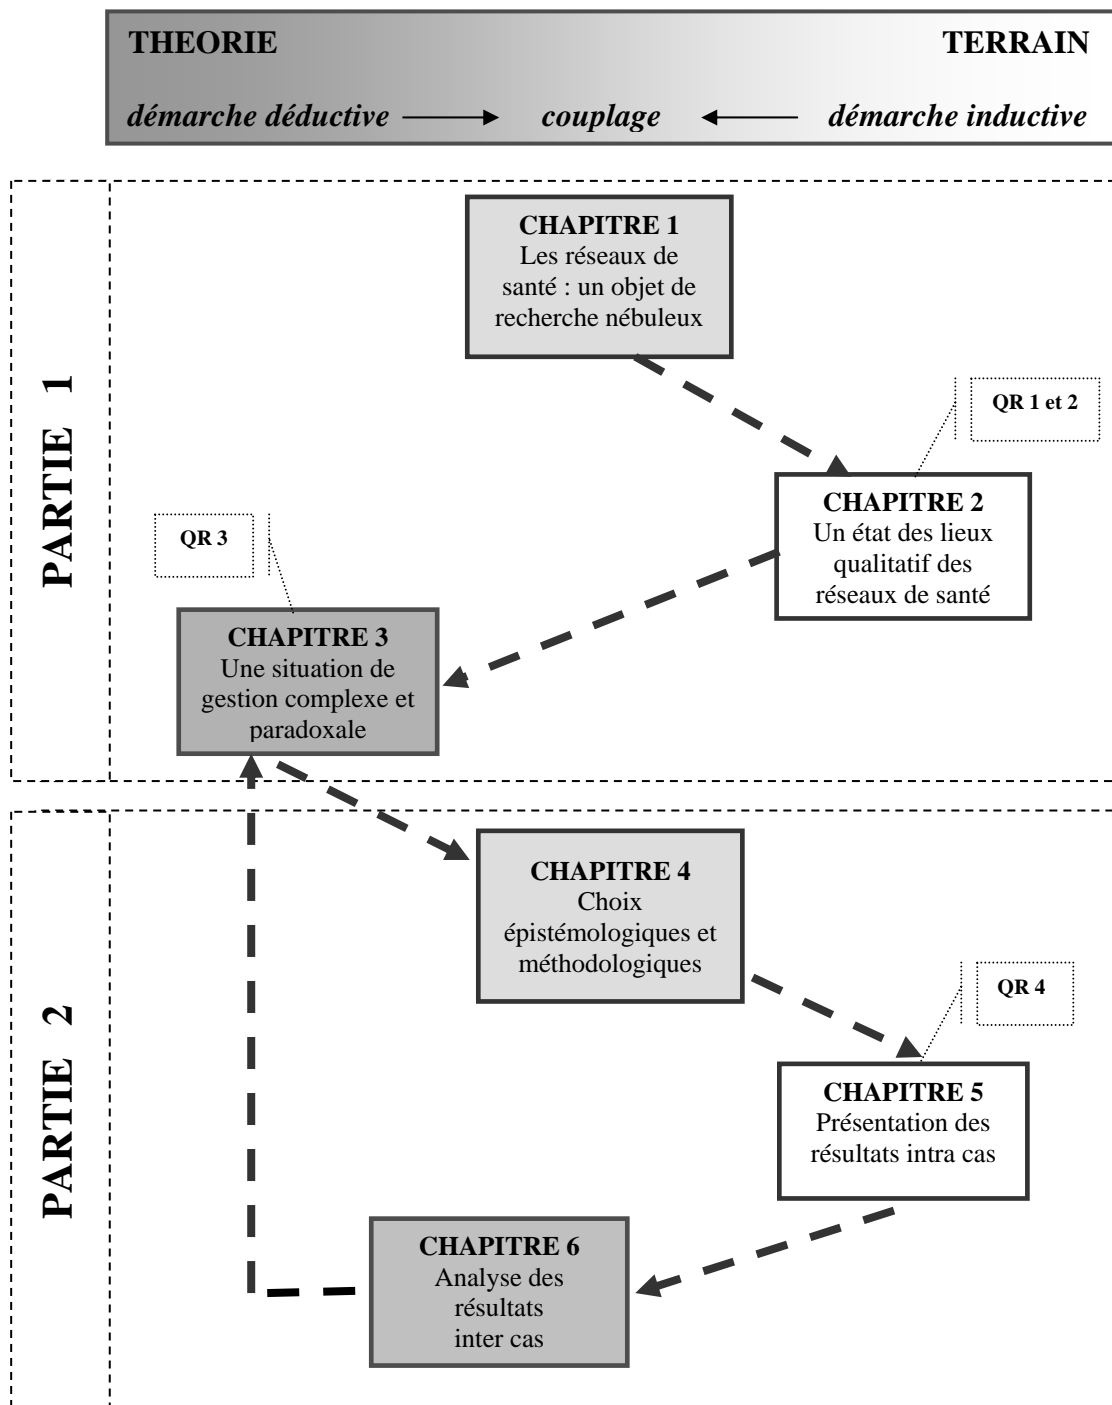 THEORIE TERRAIN
démarche déductive couplage démarche inductive
PARTIE 1
CHAPITRE 1
Les réseaux de
santé : un objet de
recherche nébuleux
QR 1 et 2
CHAPITRE 2
Un état des lieux
qualitatif des
réseaux de santé
QR 3
CHAPITRE 3
Une situation de
gestion complexe et
paradoxale
PARTIE 2
CHAPITRE 4
Choix
épistémologiques et
méthodologiques
QR 4
CHAPITRE 5
Présentation des
résultats intra cas
CHAPITRE 6
Analyse des
résultats
inter cas